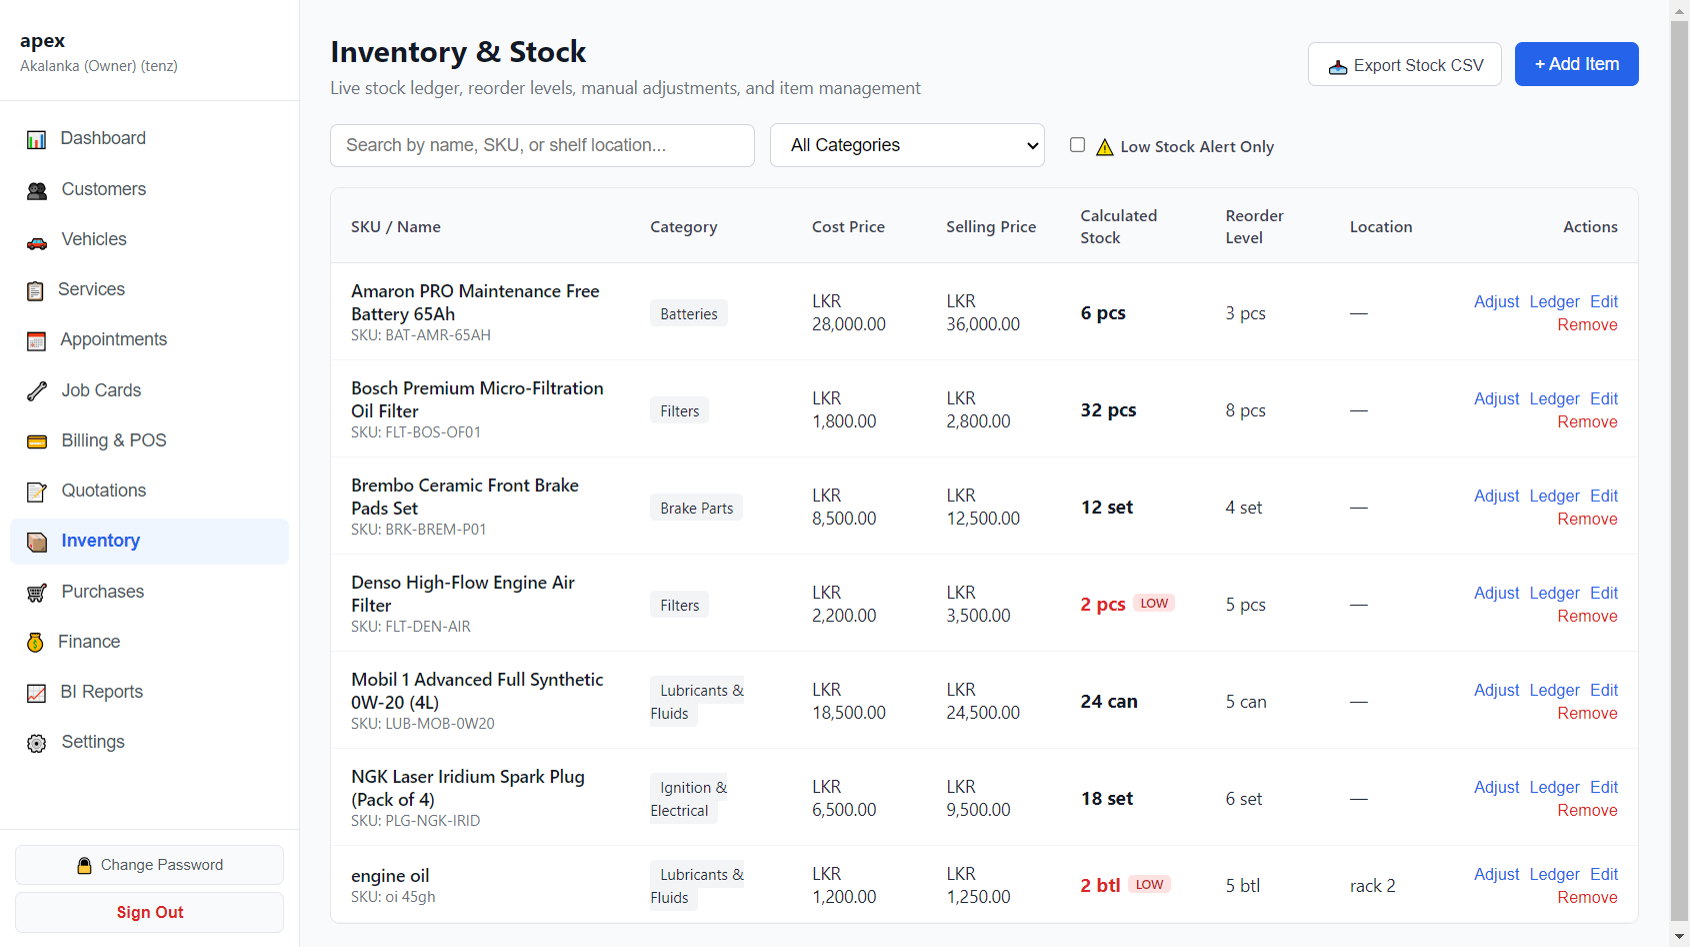 apex
Akalanka (Owner) (tenz)
Dashboard
Customers
Vehicles
Services
Appointments
Job Cards
Billing & POS
Quotations
Inventory
Purchases
Finance
BI Reports
Settings
Change Password
Sign Out
Inventory & Stock
Live stock ledger, reorder levels, manual adjustments, and item management
Export Stock CSV
+ Add Item
Search by name, SKU, or shelf location...
All Categories
Low Stock Alert Only
SKU / Name
Category
Cost Price
Selling Price
Calculated
Stock
Reorder
Level
Location
Actions
Amaron PRO Maintenance Free
Battery 65Ah
SKU: BAT-AMR-65AH
Batteries
LKR
28,000.00
LKR
36,000.00
6 pcs
3 pcs
—
Adjust Ledger Edit
Remove
Bosch Premium Micro-Filtration
Oil Filter
SKU: FLT-BOS-OF01
Filters
LKR
1,800.00
LKR
2,800.00
32 pcs
8 pcs
—
Adjust Ledger Edit
Remove
Brembo Ceramic Front Brake
Pads Set
SKU: BRK-BREM-P01
Brake Parts
LKR
8,500.00
LKR
12,500.00
12 set
4 set
—
Adjust Ledger Edit
Remove
Denso High-Flow Engine Air
Filter
SKU: FLT-DEN-AIR
Filters
LKR
2,200.00
LKR
3,500.00
2 pcs LOW
5 pcs
—
Adjust Ledger Edit
Remove
Mobil 1 Advanced Full Synthetic
0W-20 (4L)
SKU: LUB-MOB-0W20
Lubricants &
Fluids
LKR
18,500.00
LKR
24,500.00
24 can
5 can
—
Adjust Ledger Edit
Remove
NGK Laser Iridium Spark Plug
(Pack of 4)
SKU: PLG-NGK-IRID
Ignition &
Electrical
LKR
6,500.00
LKR
9,500.00
18 set
6 set
—
Adjust Ledger Edit
Remove
engine oil
SKU: oi 45gh
Lubricants &
Fluids
LKR
1,200.00
LKR
1,250.00
2 btl LOW
5 btl
rack 2
Adjust Ledger Edit
Remove